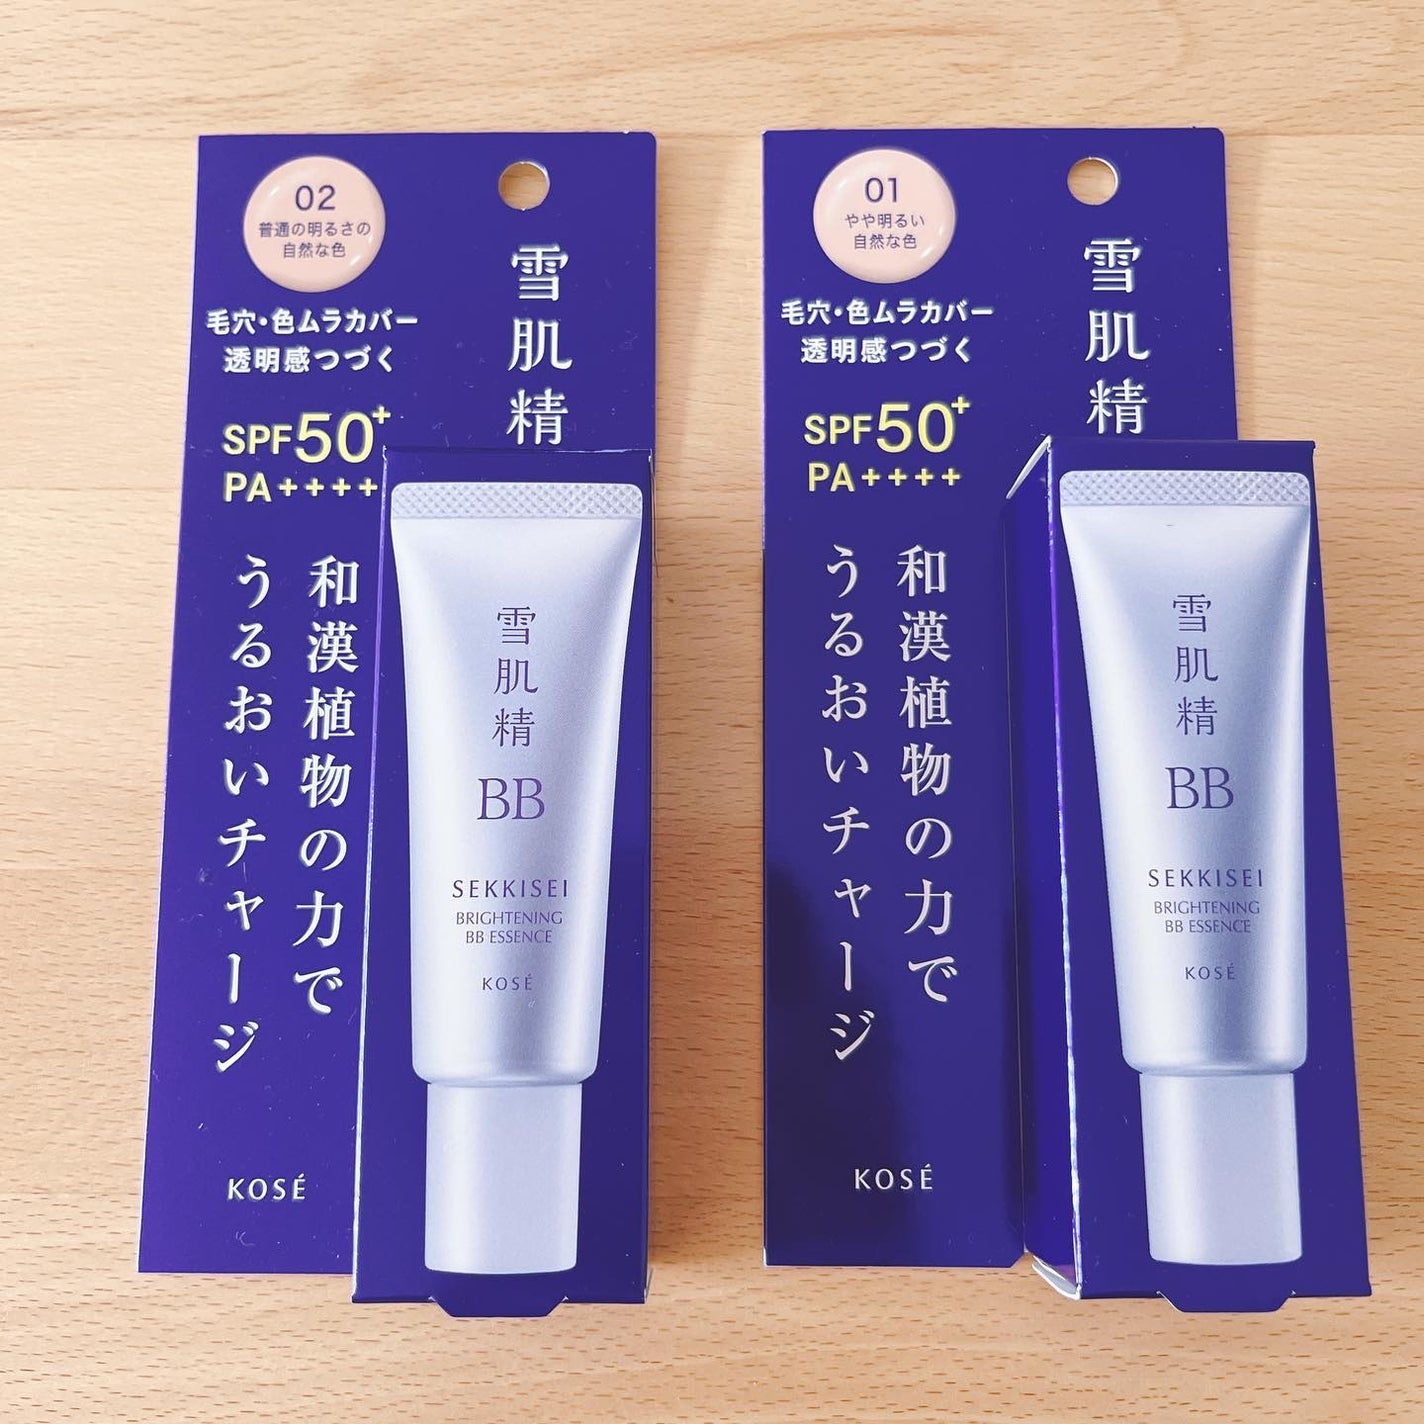 02
普通の明るさの
自然な色
毛穴・色ムラカバー
透明感つづく
SPF50+
PA++++
雪肌精
和漢植物の力で
うるおいチャージ
KOSÉ
雪肌精
BB
SEKKISEI
BRIGHTENING
BB ESSENCE
KOSÉ
01
やや明るい
自然な色
毛穴・色ムラカバー
透明感つづく
SPF50+
PA++++
雪肌精
和漢植物の力で
うるおいチャージ
KOSÉ
雪肌精
BB
SEKKISEI
BRIGHTENING
BB ESSENCE
KOSÉ